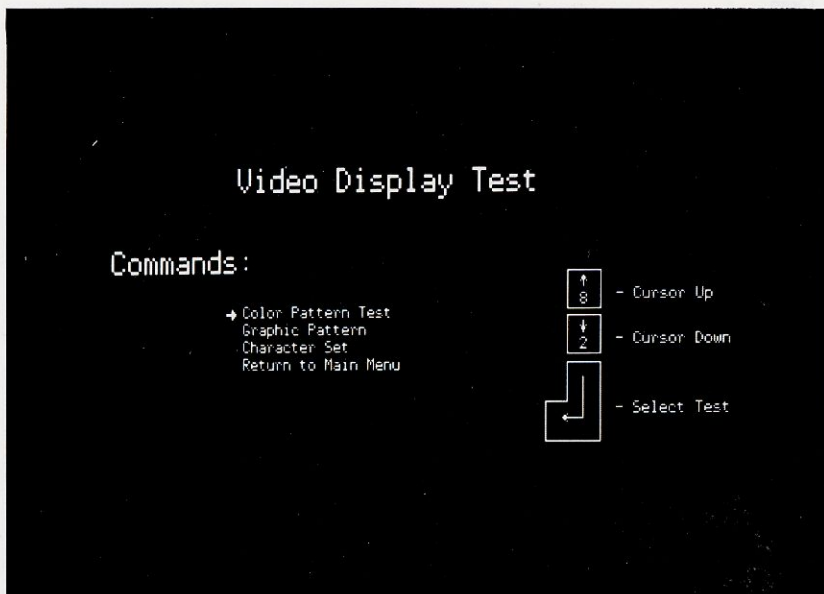 Video Display Test
Commands:
→ Color Pattern Test
Graphic Pattern
Character Set
Return to Main Menu
↑
8 - Cursor Up
↓
2 - Cursor Down
- Select Test